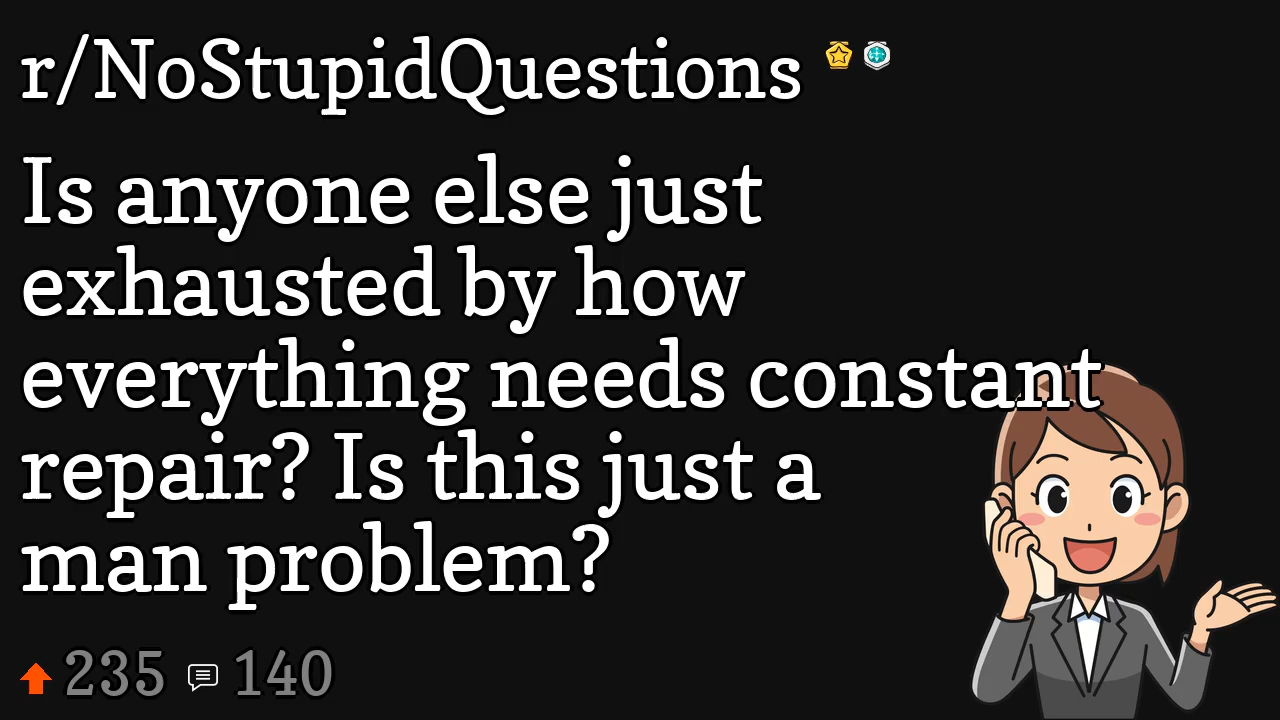 r/NoStupidQuestions
Is anyone else just
exhausted by how
everything needs constant
repair? Is this just a
man problem?
235 140